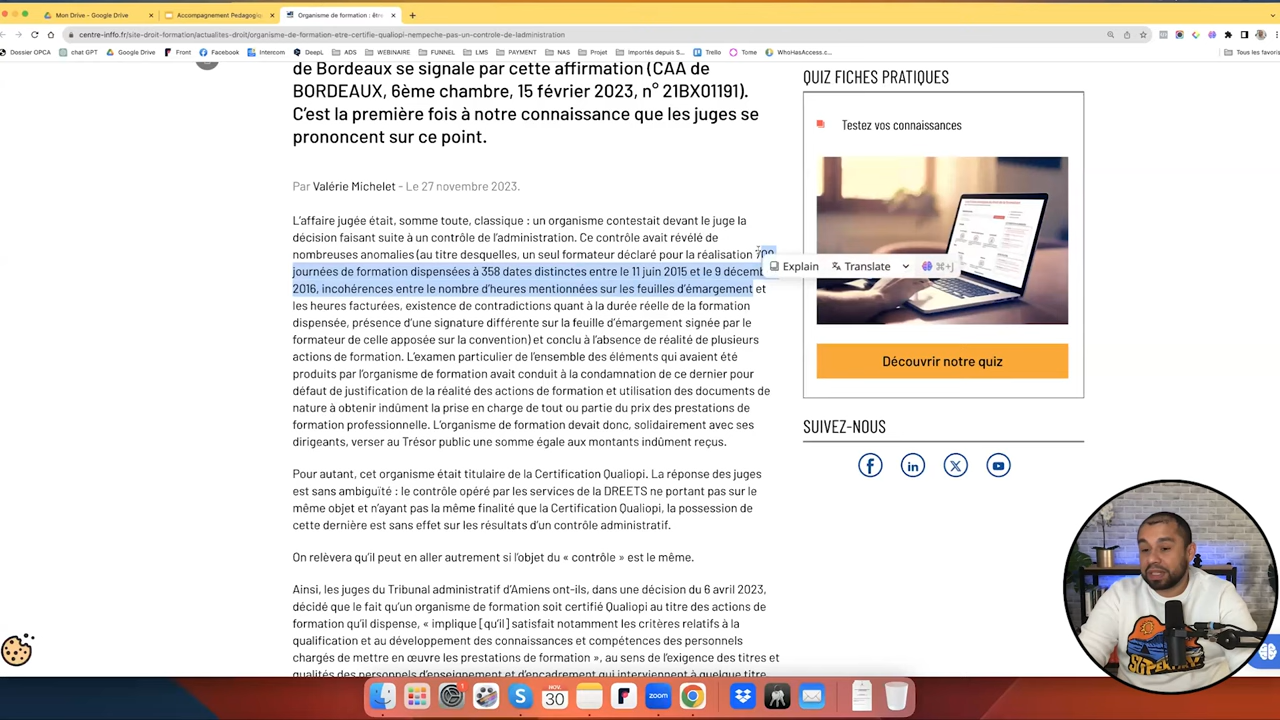 Mon Drive - Google Drive
Accompagnement Pedagogi
Organisme de formation : êtr
centre-inffo.fr/site-droit-formation/actualites-droit/organisme-de-formation-etre-certifie-qualiopi-nempeche-pas-un-controle-de-ladministration
Dossier OPCA
chat GPT
Google Drive
Front
Facebook
Intercom
DeepL
ADS
WEBINAIRE
FUNNEL
LMS
PAYMENT
NAS
Projet
Importés depuis S...
Trello
Tome
WhoHasAccess.c...
Tous les favoris
de Bordeaux se signale par cette affirmation (CAA de
BORDEAUX, 6ème chambre, 15 février 2023, n° 21BX01191).
C'est la première fois à notre connaissance que les juges se
prononcent sur ce point.
Par Valérie Michelet - Le 27 novembre 2023.
L'affaire jugée était, somme toute, classique : un organisme contestait devant le juge la
décision faisant suite à un contrôle de l'administration. Ce contrôle avait révélé de
nombreuses anomalies (au titre desquelles, un seul formateur déclaré pour la réalisation
journées de formation dispensées à 358 dates distinctes entre le 11 juin 2015 et le 9 décemb
2016, incohérences entre le nombre d'heures mentionnées sur les feuilles d'émargement et
les heures facturées, existence de contradictions quant à la durée réelle de la formation
dispensée, présence d'une signature différente sur la feuille d'émargement signée par le
formateur de celle apposée sur la convention) et conclu à l'absence de réalité de plusieurs
actions de formation. L'examen particulier de l'ensemble des éléments qui avaient été
produits par l'organisme de formation avait conduit à la condamnation de ce dernier pour
défaut de justification de la réalité des actions de formation et utilisation des documents de
nature à obtenir indûment la prise en charge de tout ou partie du prix des prestations de
formation professionnelle. L'organisme de formation devait donc, solidairement avec ses
dirigeants, verser au Trésor public une somme égale aux montants indûment reçus.
Pour autant, cet organisme était titulaire de la Certification Qualiopi. La réponse des juges
est sans ambiguïté : le contrôle opéré par les services de la DREETS ne portant pas sur le
même objet et n'ayant pas la même finalité que la Certification Qualiopi, la possession de
cette dernière est sans effet sur les résultats d'un contrôle administratif.
On relèvera qu'il peut en aller autrement si l'objet du « contrôle » est le même.
Ainsi, les juges du Tribunal administratif d'Amiens ont-ils, dans une décision du 6 avril 2023,
décidé que le fait qu'un organisme de formation soit certifié Qualiopi au titre des actions de
formation qu'il dispense, « implique [qu'il] satisfait notamment les critères relatifs à la
qualification et au développement des connaissances et compétences des personnels
chargés de mettre en œuvre les prestations de formation », au sens de l'exigence des titres et
qualités des personnels d'enseignement et d'encadrement qui interviennent à quelque titre
Explain
Translate
⌘+J
QUIZ FICHES PRATIQUES
Testez vos connaissances
Découvrir notre quiz
SUIVEZ-NOUS
NOV.
30
zoom